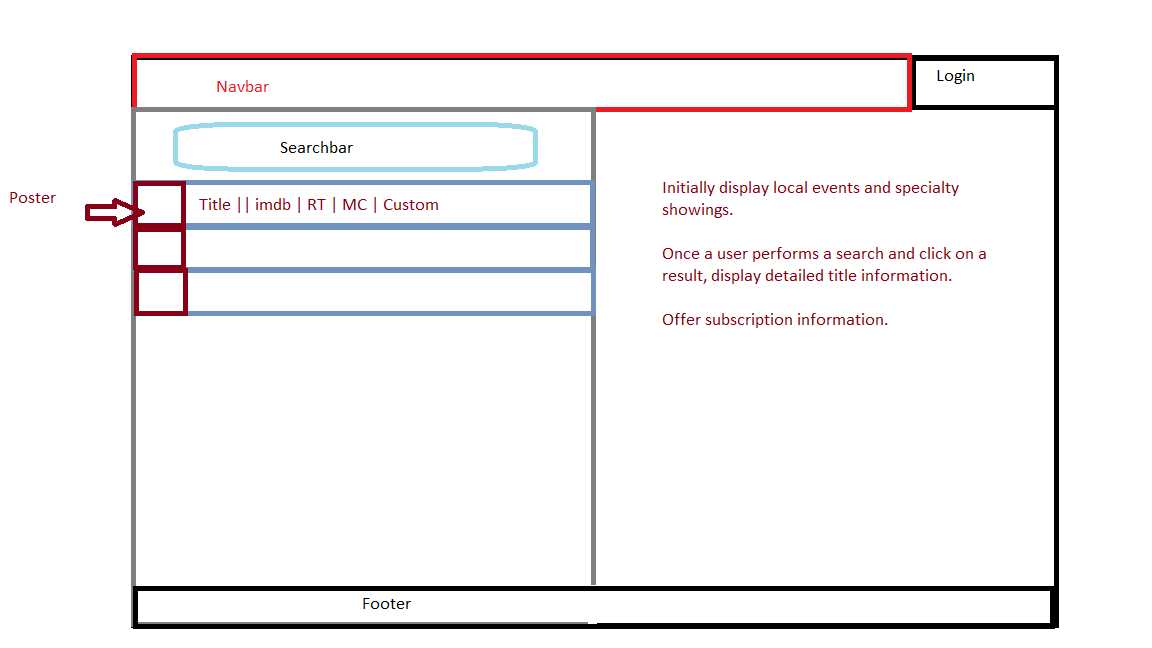 Navbar
Login
Searchbar
Poster
Title || imdb | RT | MC | Custom
Initially display local events and specialty
showings.
Once a user performs a search and click on a
result, display detailed title information.
Offer subscription information.
Footer